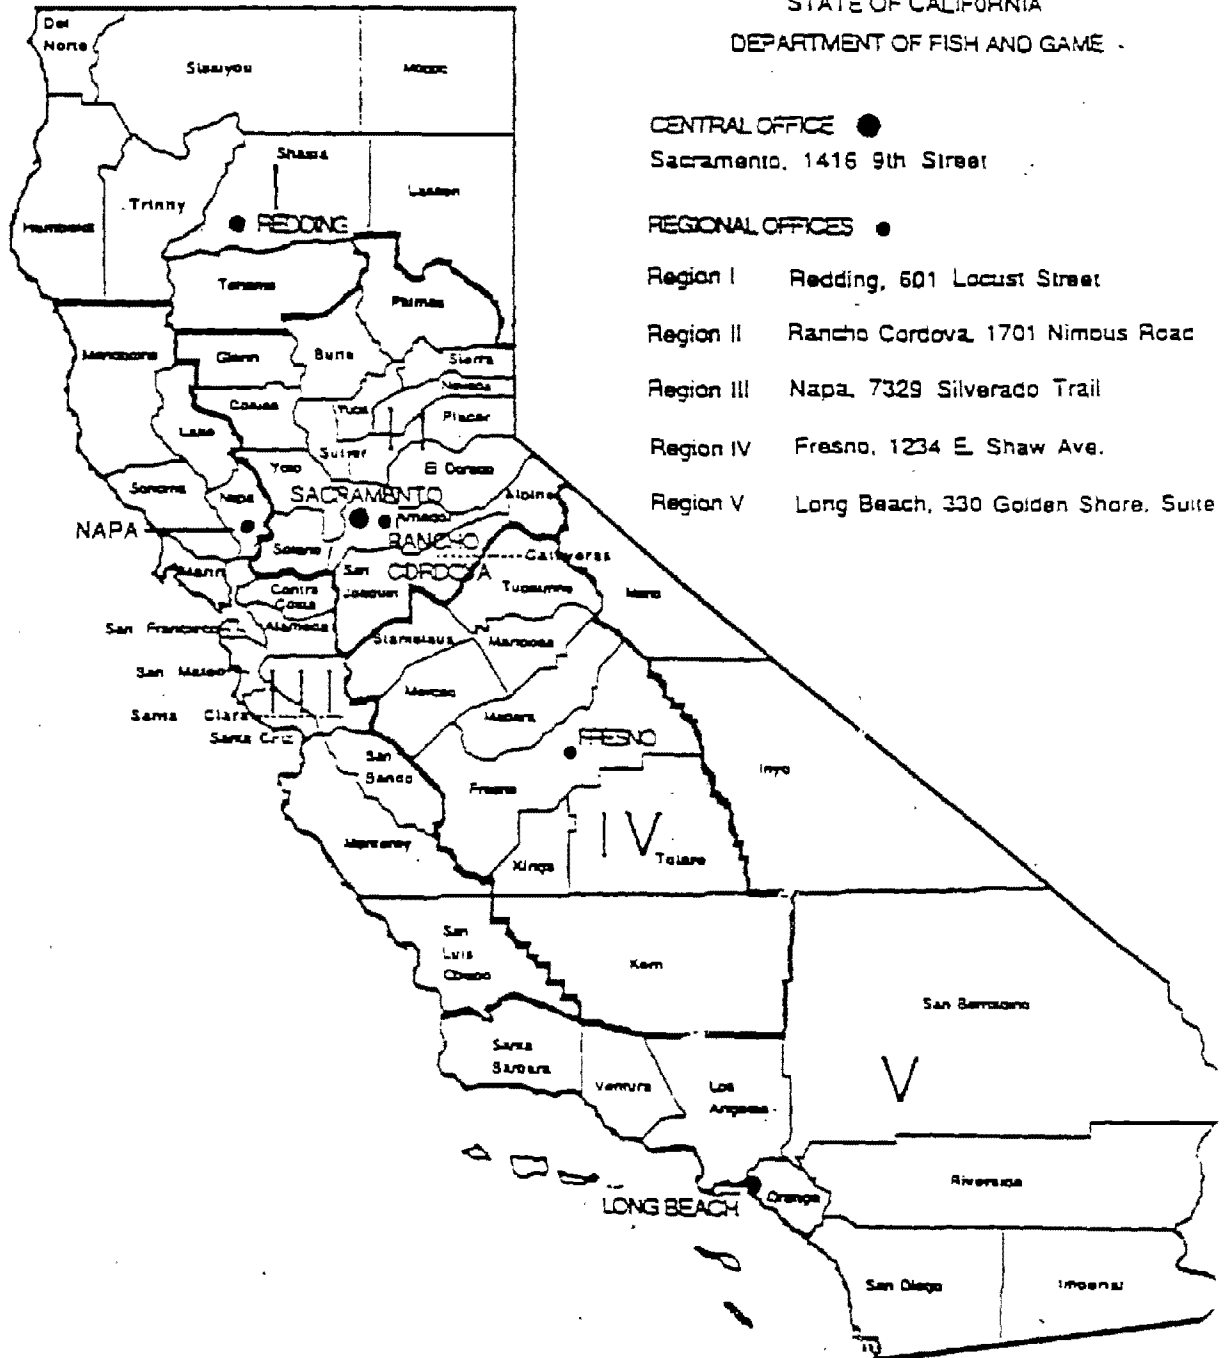 STATE OF CALIFORNIA
DEPARTMENT OF FISH AND GAME
CENTRAL OFFICE
Sacramento, 1416 9th Street
REGIONAL OFFICES
Region I Redding, 601 Locust Street
Region II Rancho Cordova, 1701 Nimbus Road
Region III Napa, 7329 Silverado Trail
Region IV Fresno, 1234 E. Shaw Ave.
Region V Long Beach, 330 Golden Shore, Suite
Del
Norte
Siskiyou
Modoc
Shasta
I
Lassen
Trinity
Humboldt
REDDING
Tehama
Plumas
Mendocino
Glenn
Butte
Sierra
Nevada
Colusa
Yuba
Placer
II
Lake
Sutter
Yolo
El Dorado
Sonoma
Napa
SACRAMENTO
Alpine
NAPA
Amador
Solano
RANCHO
CORDOVA
Calaveras
Marin
San
Joaquin
Contra
Costa
Tuolumne
Mono
San Francisco
Alameda
Stanislaus
Mariposa
San Mateo
III
Merced
Santa Clara
Madera
Santa Cruz
FRESNO
San
Benito
Fresno
Inyo
Monterey
IV
Kings
Tulare
San
Luis
Obispo
Kern
San Bernardino
Santa
Barbara
Ventura
Los
Angeles
V
Riverside
Orange
LONG BEACH
San Diego
Imperial